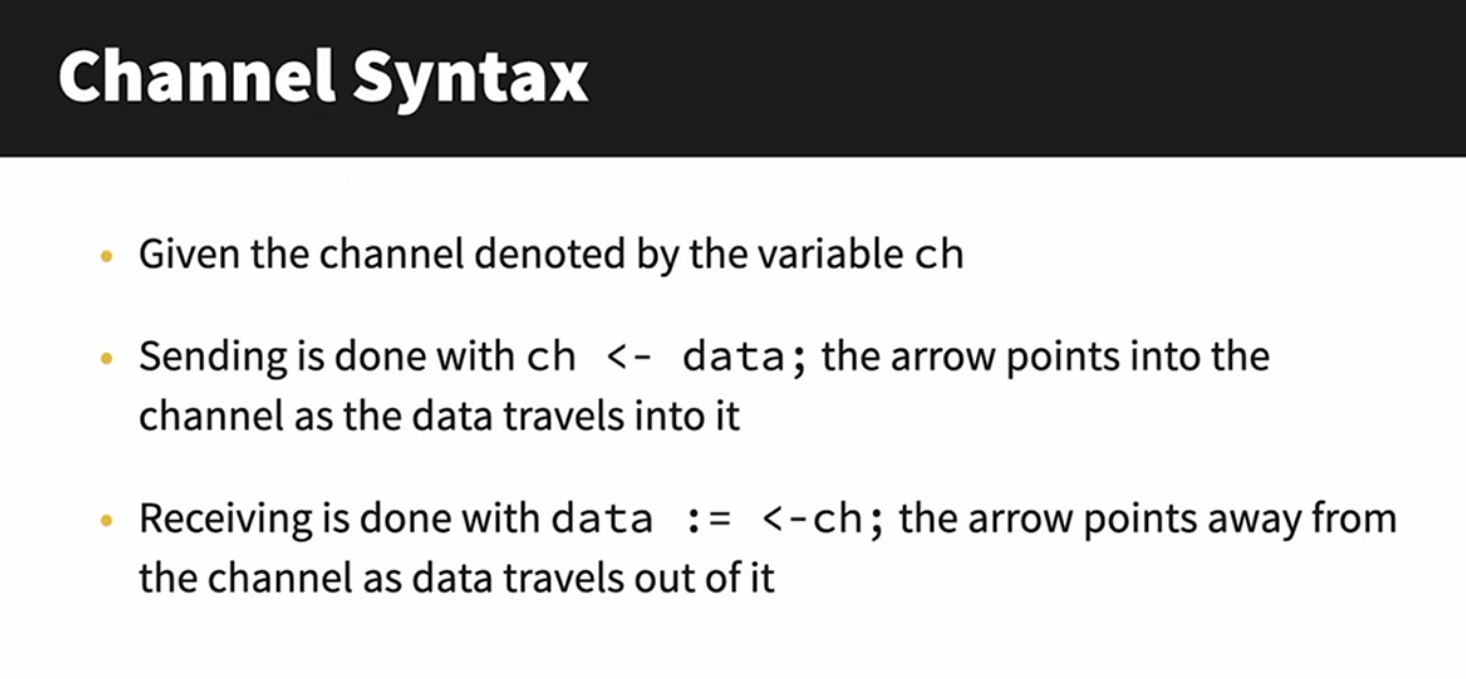 Channel Syntax
• Given the channel denoted by the variable ch
• Sending is done with ch <- data; the arrow points into the
channel as the data travels into it
• Receiving is done with data := <-ch; the arrow points away from
the channel as data travels out of it